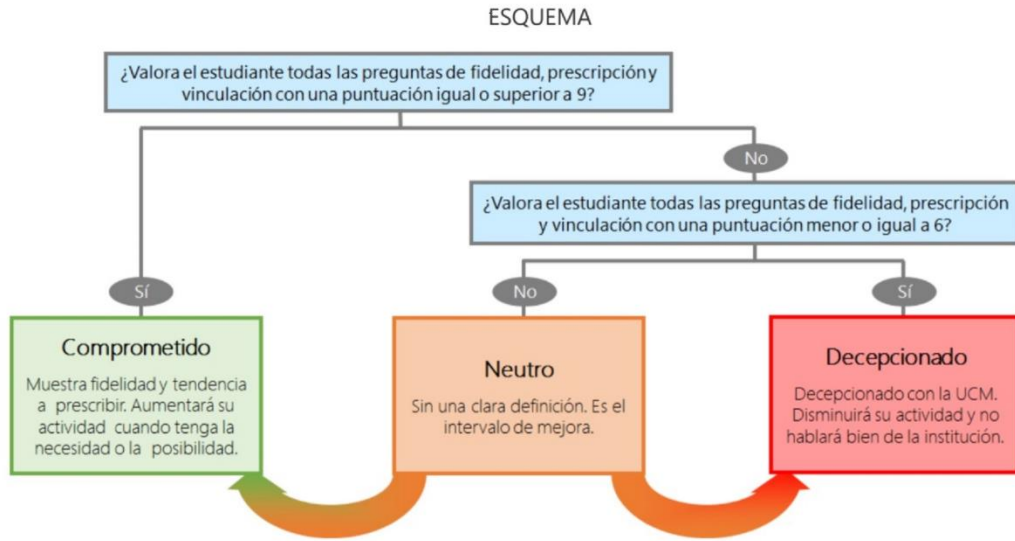 ESQUEMA
¿Valora el estudiante todas las preguntas de fidelidad, prescripción y
vinculación con una puntuación igual o superior a 9?
No
¿Valora el estudiante todas las preguntas de fidelidad, prescripción
y vinculación con una puntuación menor o igual a 6?
Sí
No
Sí
Comprometido
Muestra fidelidad y tendencia
a prescribir. Aumentará su
actividad cuando tenga la
necesidad o la posibilidad.
Neutro
Sin una clara definición. Es el
intervalo de mejora.
Decepcionado
Decepcionado con la UCM.
Disminuirá su actividad y no
hablará bien de la institución.